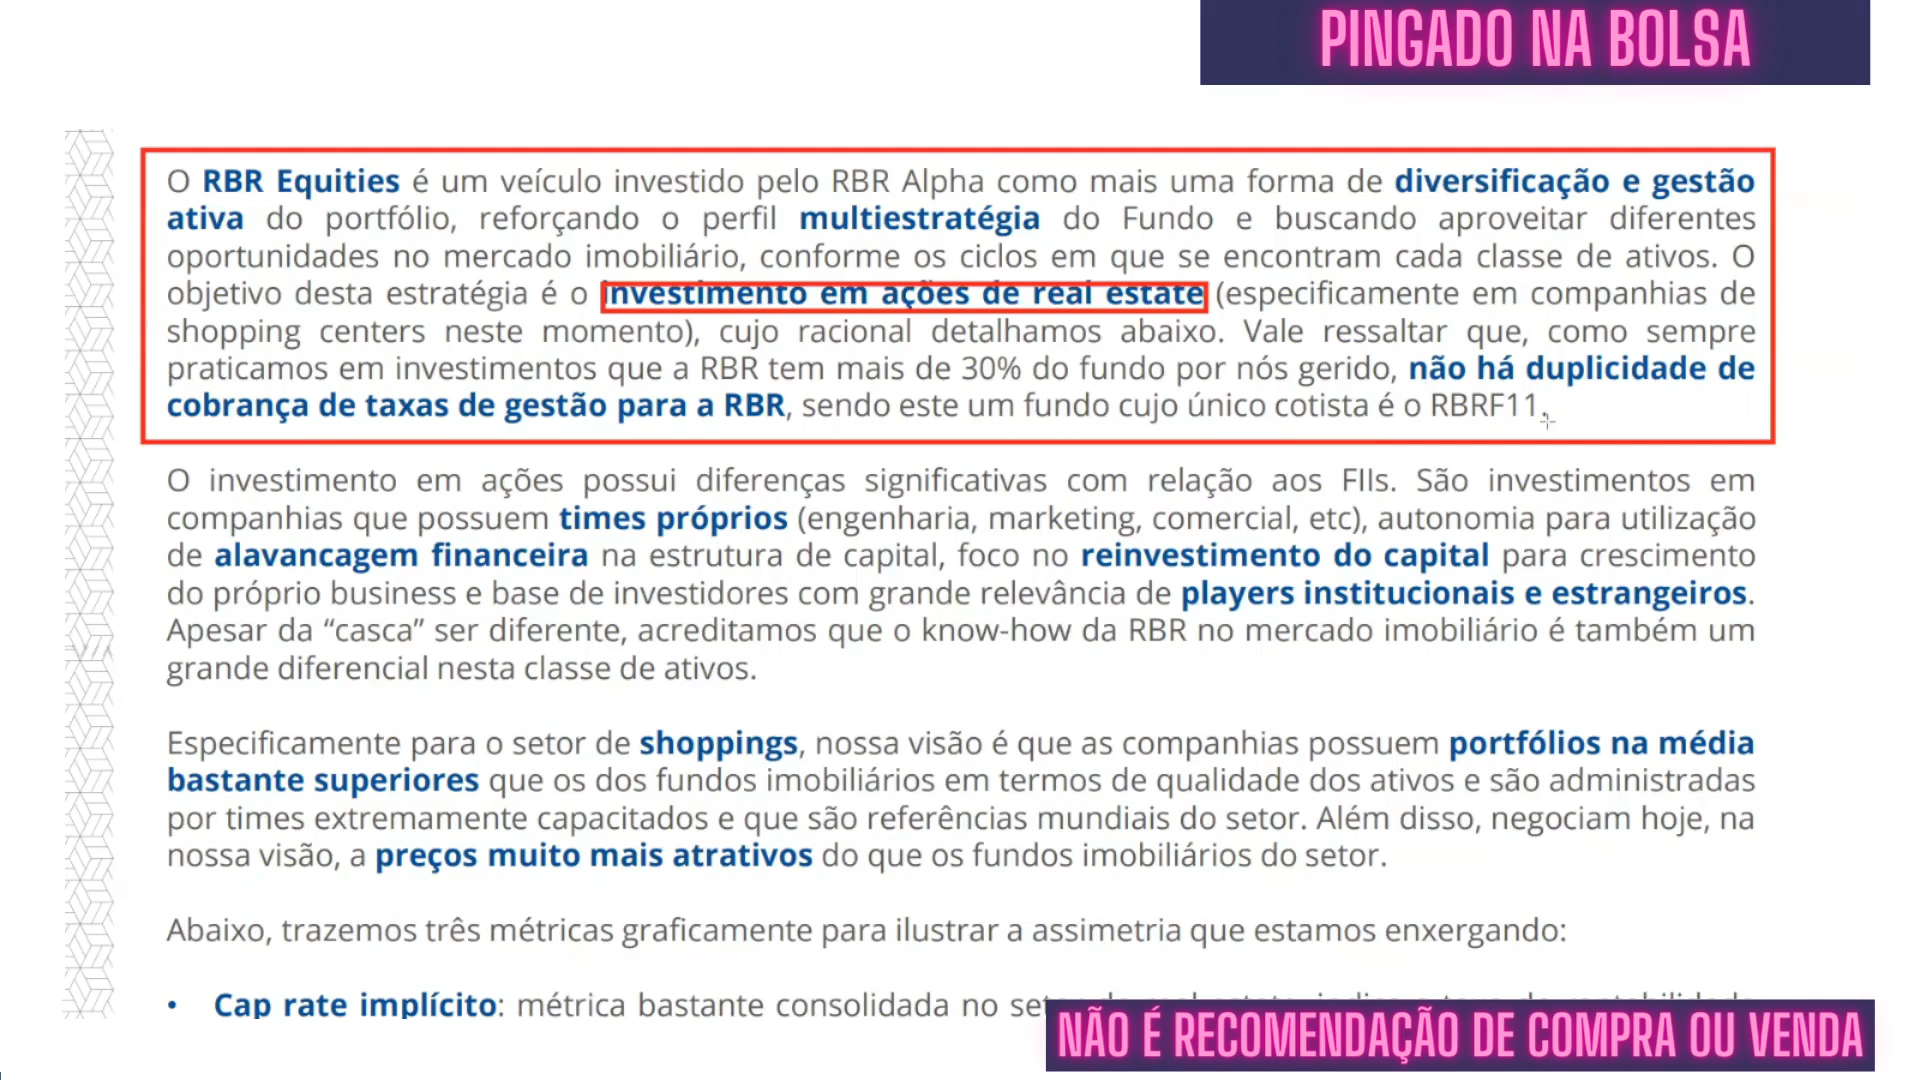 PINGADO NA BOLSA
O RBR Equities é um veículo investido pelo RBR Alpha como mais uma forma de diversificação e gestão
ativa do portfólio, reforçando o perfil multiestratégia do Fundo e buscando aproveitar diferentes
oportunidades no mercado imobiliário, conforme os ciclos em que se encontram cada classe de ativos. O
objetivo desta estratégia é o investimento em ações de real estate (especificamente em companhias de
shopping centers neste momento), cujo racional detalhamos abaixo. Vale ressaltar que, como sempre
praticamos em investimentos que a RBR tem mais de 30% do fundo por nós gerido, não há duplicidade de
cobrança de taxas de gestão para a RBR, sendo este um fundo cujo único cotista é o RBRF11.
O investimento em ações possui diferenças significativas com relação aos FIIs. São investimentos em
companhias que possuem times próprios (engenharia, marketing, comercial, etc), autonomia para utilização
de alavancagem financeira na estrutura de capital, foco no reinvestimento do capital para crescimento
do próprio business e base de investidores com grande relevância de players institucionais e estrangeiros.
Apesar da “casca” ser diferente, acreditamos que o know-how da RBR no mercado imobiliário é também um
grande diferencial nesta classe de ativos.
Especificamente para o setor de shoppings, nossa visão é que as companhias possuem portfólios na média
bastante superiores que os dos fundos imobiliários em termos de qualidade dos ativos e são administradas
por times extremamente capacitados e que são referências mundiais do setor. Além disso, negociam hoje, na
nossa visão, a preços muito mais atrativos do que os fundos imobiliários do setor.
Abaixo, trazemos três métricas graficamente para ilustrar a assimetria que estamos enxergando:
• Cap rate implícito: métrica bastante consolidada no
NÃO É RECOMENDAÇÃO DE COMPRA OU VENDA